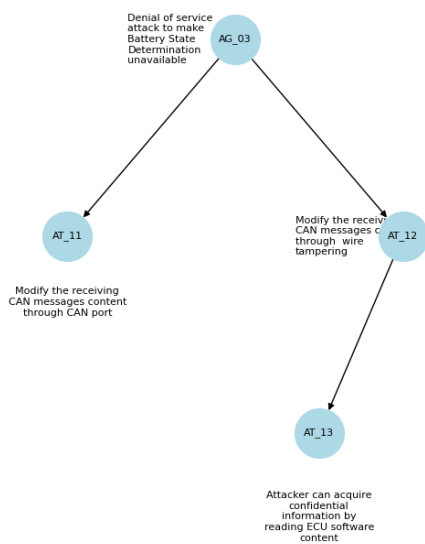 Denial of service
attack to make
Battery State
Determination
unavailable
AG_03
AT_11
Modify the receiving
CAN messages content
through CAN port
Modify the
CAN messages
through wire
tampering
AT_12
AT_13
Attacker can acquire
confidential
information by
reading ECU software
content